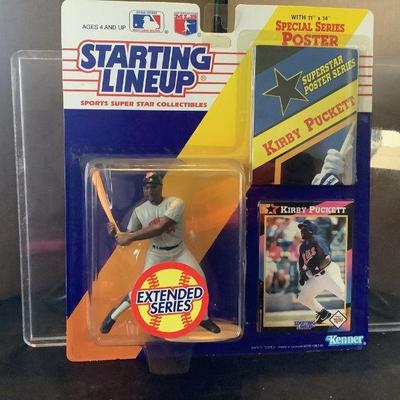 AGES 4 AND UP
WITH 11" x 14"
SPECIAL SERIES
POSTER
STARTING
LINEUP
SPORTS SUPER STAR COLLECTIBLES
SUPERSTAR
POSTER SERIES
KIRBY PUCKETT
KIRBY PUCKETT
EXTENDED
SERIES
Kenner